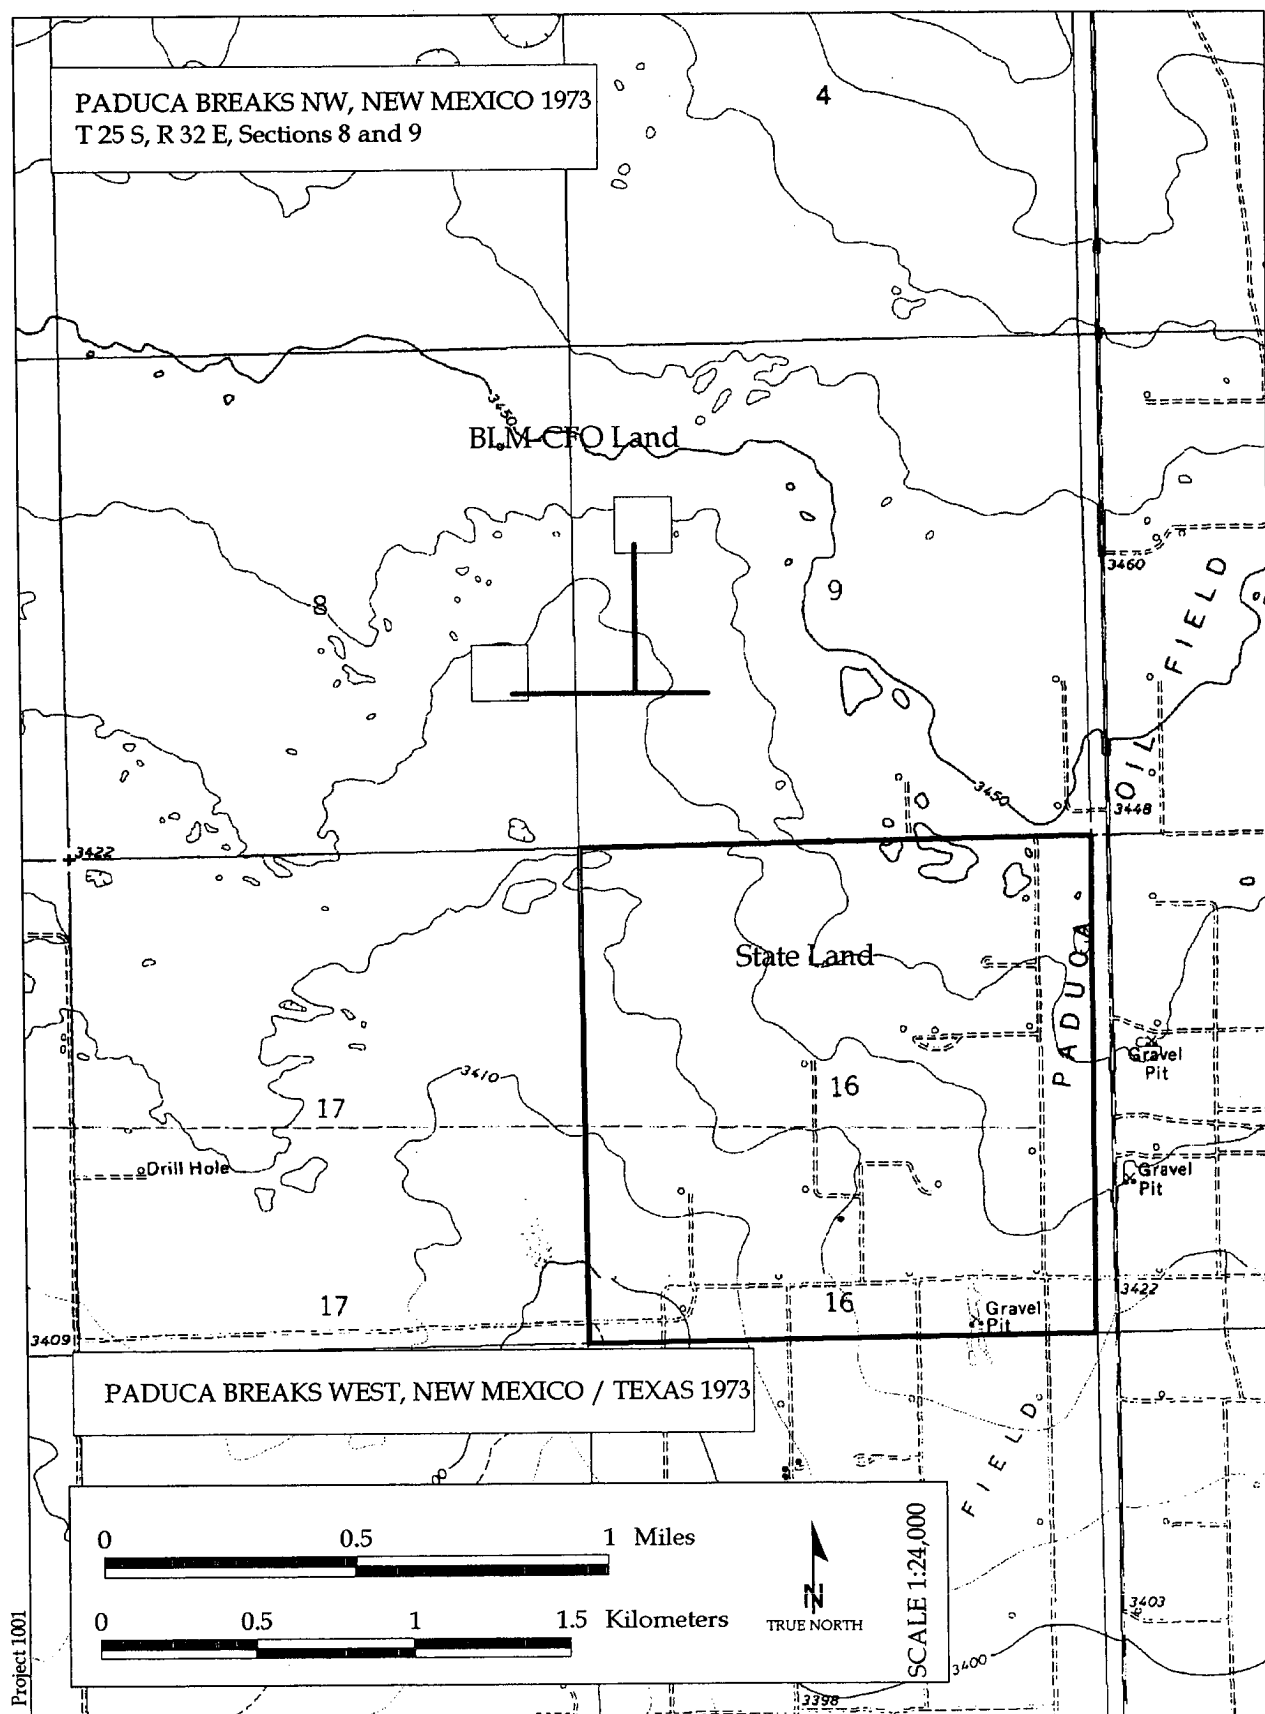 PADUCA BREAKS NW, NEW MEXICO 1973
T 25 S, R 32 E, Sections 8 and 9
4
3450
BLM-CFO Land
9
3460
OIL FIELD
3450
3448
3422
State Land
PADUCA
Gravel
Pit
3410
16
17
Drill Hole
Gravel
Pit
17
16
3422
Gravel
Pit
3409
PADUCA BREAKS WEST, NEW MEXICO / TEXAS 1973
FIELD
0 0.5 1 Miles
0 0.5 1 1.5 Kilometers
N
TRUE NORTH
SCALE 1:24,000
3403
3400
3398
Project 1001